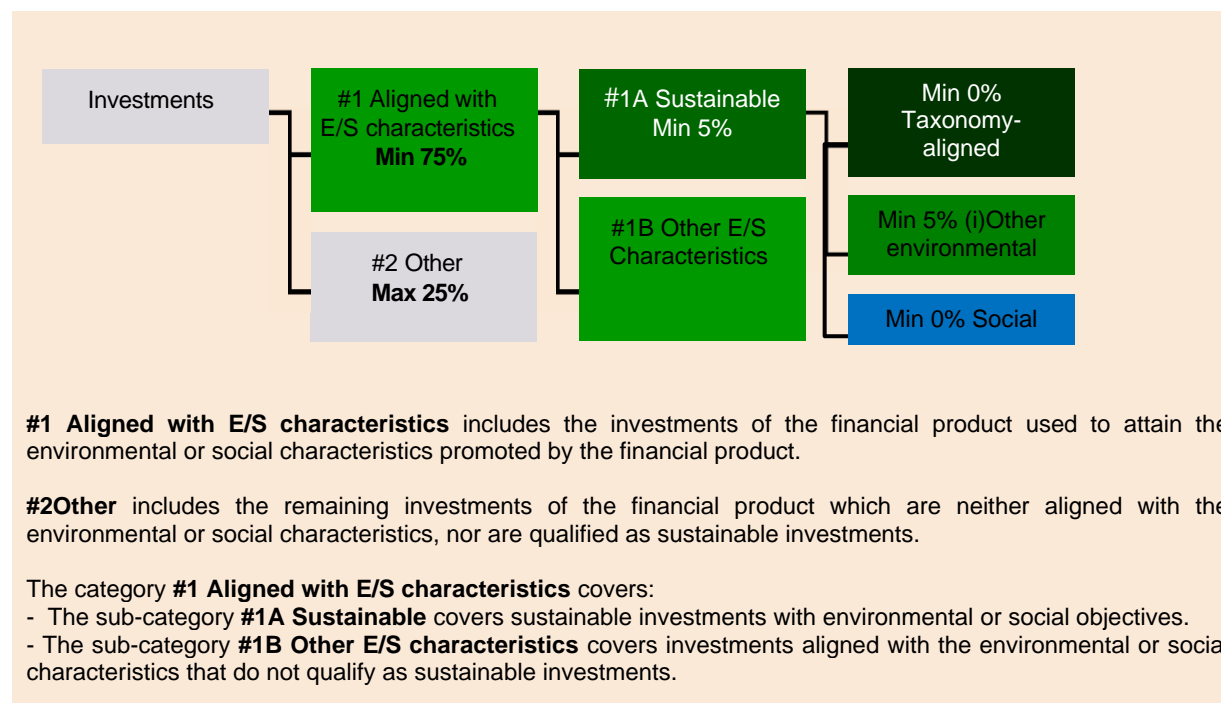 Investments
#1 Aligned with
E/S characteristics
Min 75%
#2 Other
Max 25%
#1A Sustainable
Min 5%
#1B Other E/S
Characteristics
Min 0%
Taxonomy-
aligned
Min 5% (i)Other
environmental
Min 0% Social
#1 Aligned with E/S characteristics includes the investments of the financial product used to attain the
environmental or social characteristics promoted by the financial product.
#2Other includes the remaining investments of the financial product which are neither aligned with the
environmental or social characteristics, nor are qualified as sustainable investments.
The category #1 Aligned with E/S characteristics covers:
- The sub-category #1A Sustainable covers sustainable investments with environmental or social objectives.
- The sub-category #1B Other E/S characteristics covers investments aligned with the environmental or social
characteristics that do not qualify as sustainable investments.